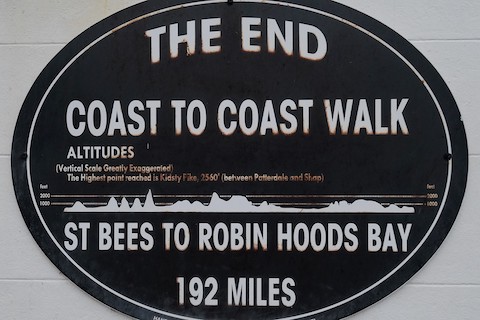 THE END
COAST TO COAST WALK
ALTITUDES
(Vertical Scale Greatly Exaggerated)
The Highest point reached is Kidsty Pike, 2560' (between Patterdale and Shap)
feet feet
2000 2000
1000 1000
ST BEES TO ROBIN HOODS BAY
192 MILES